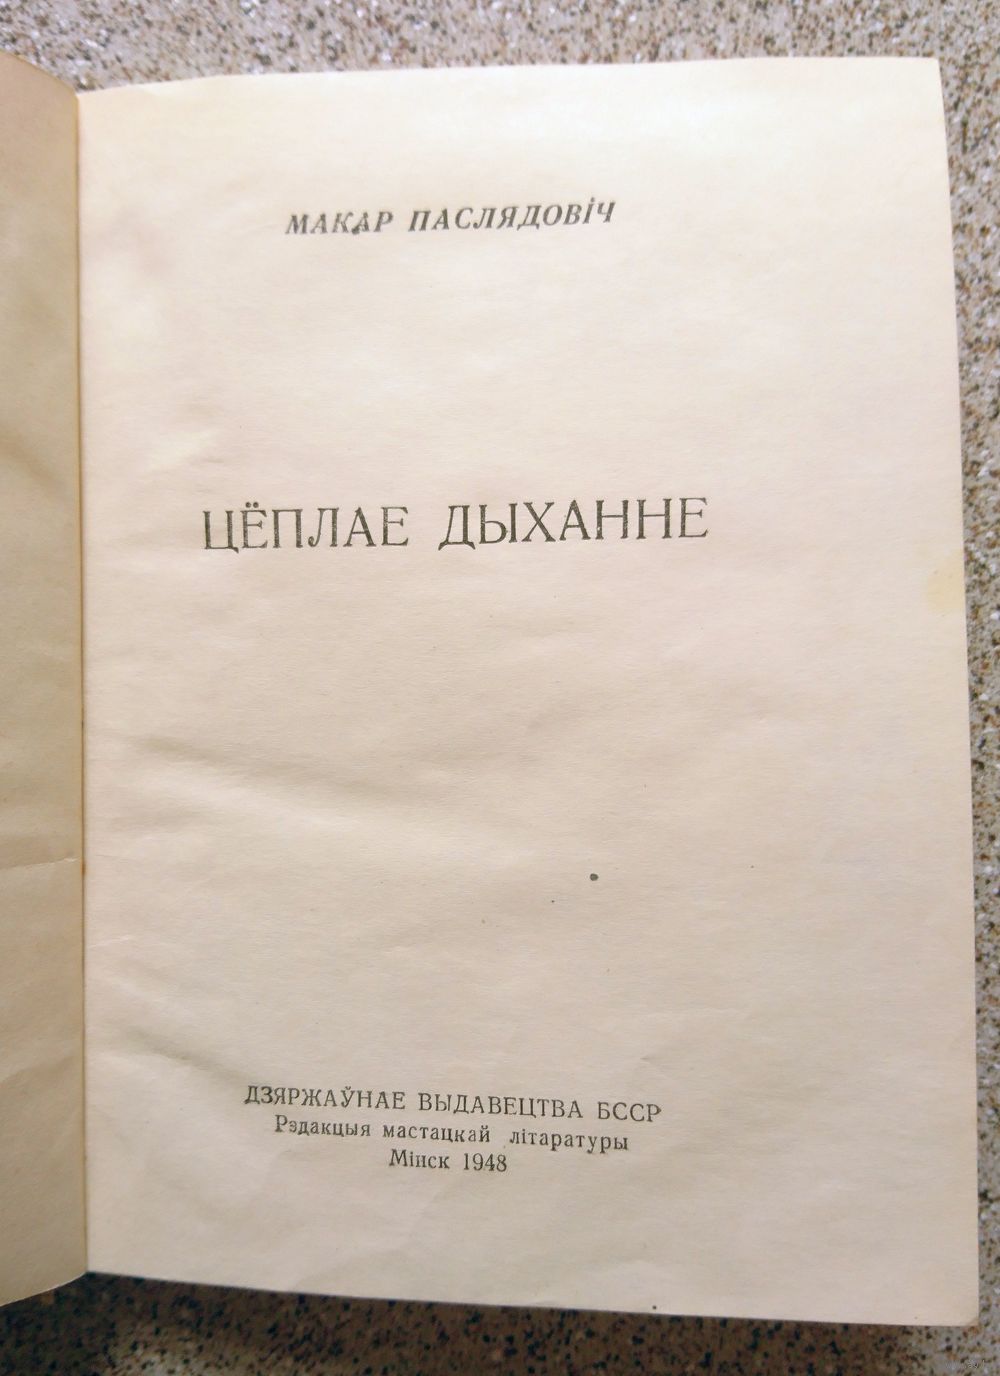 МАКАР ПАСЛЯДОВІЧ
ЦЁПЛАЕ ДЫХАННЕ
ДЗЯРЖАЎНАЕ ВЫДАВЕЦТВА БССР
Рэдакцыя мастацкай літаратуры
Мінск 1948